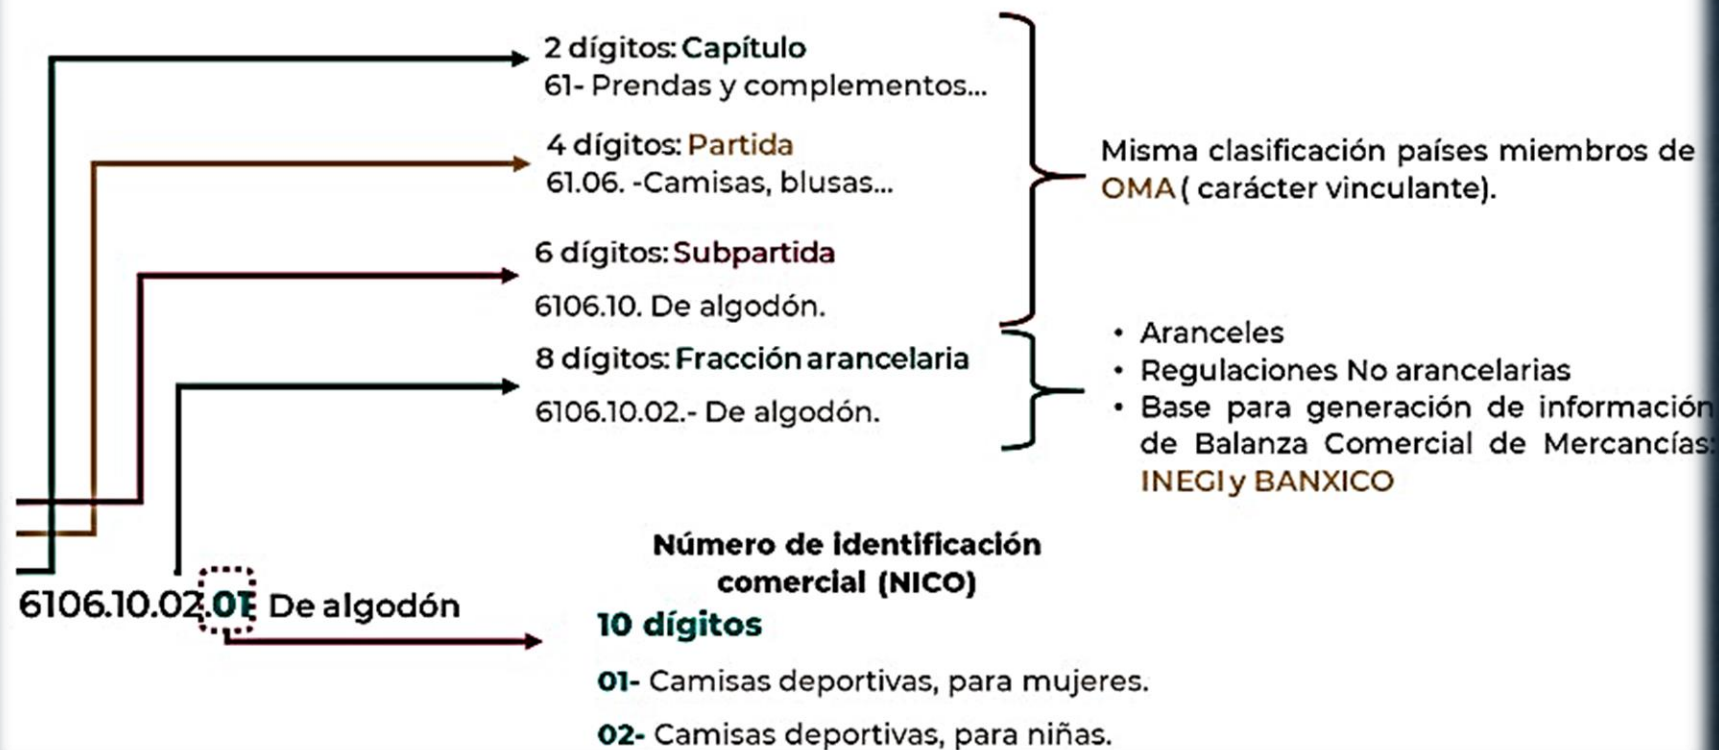 2 dígitos: Capítulo
61- Prendas y complementos...
4 dígitos: Partida
61.06. -Camisas, blusas...
6 dígitos: Subpartida
6106.10. De algodón.
Misma clasificación países miembros de
OMA ( carácter vinculante).
8 dígitos: Fracción arancelaria
6106.10.02.- De algodón.
• Aranceles
• Regulaciones No arancelarias
• Base para generación de información
de Balanza Comercial de Mercancías:
INEGI y BANXICO
6106.10.02.01 De algodón
Número de identificación
comercial (NICO)
10 dígitos
01- Camisas deportivas, para mujeres.
02- Camisas deportivas, para niñas.